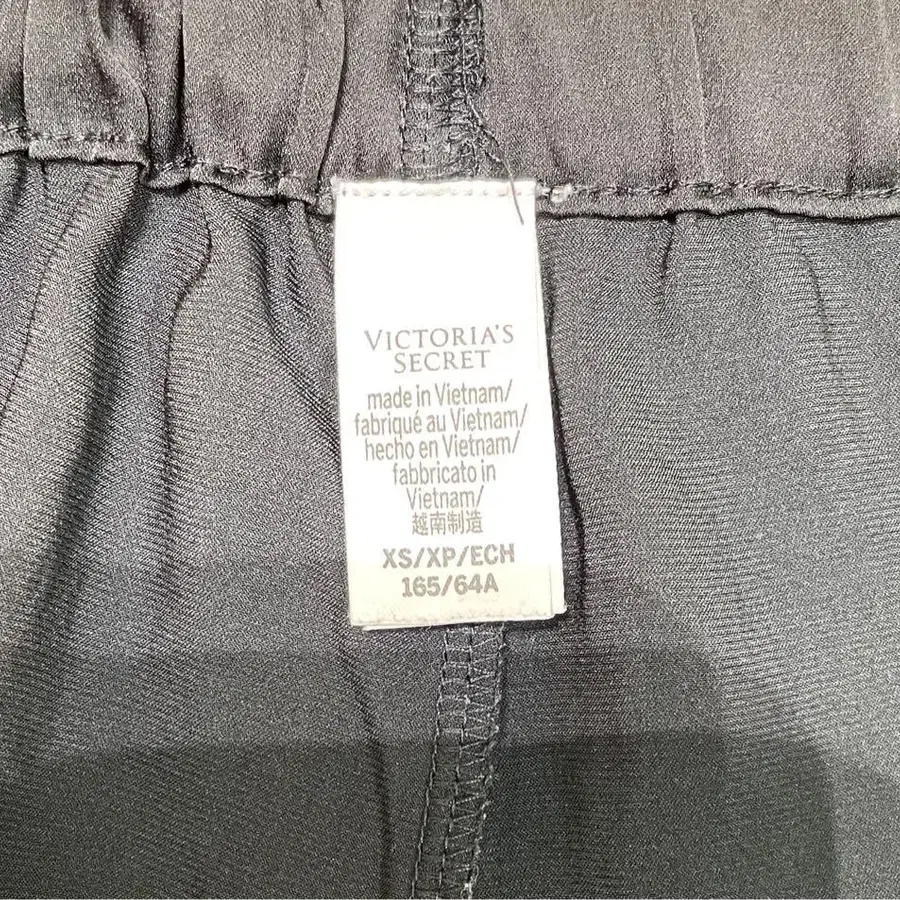 VICTORIA'S
SECRET
made in Vietnam/
fabriqué au Vietnam/
hecho en Vietnam/
fabbricato in
Vietnam/
越南制造
XS/XP/ECH
165/64A